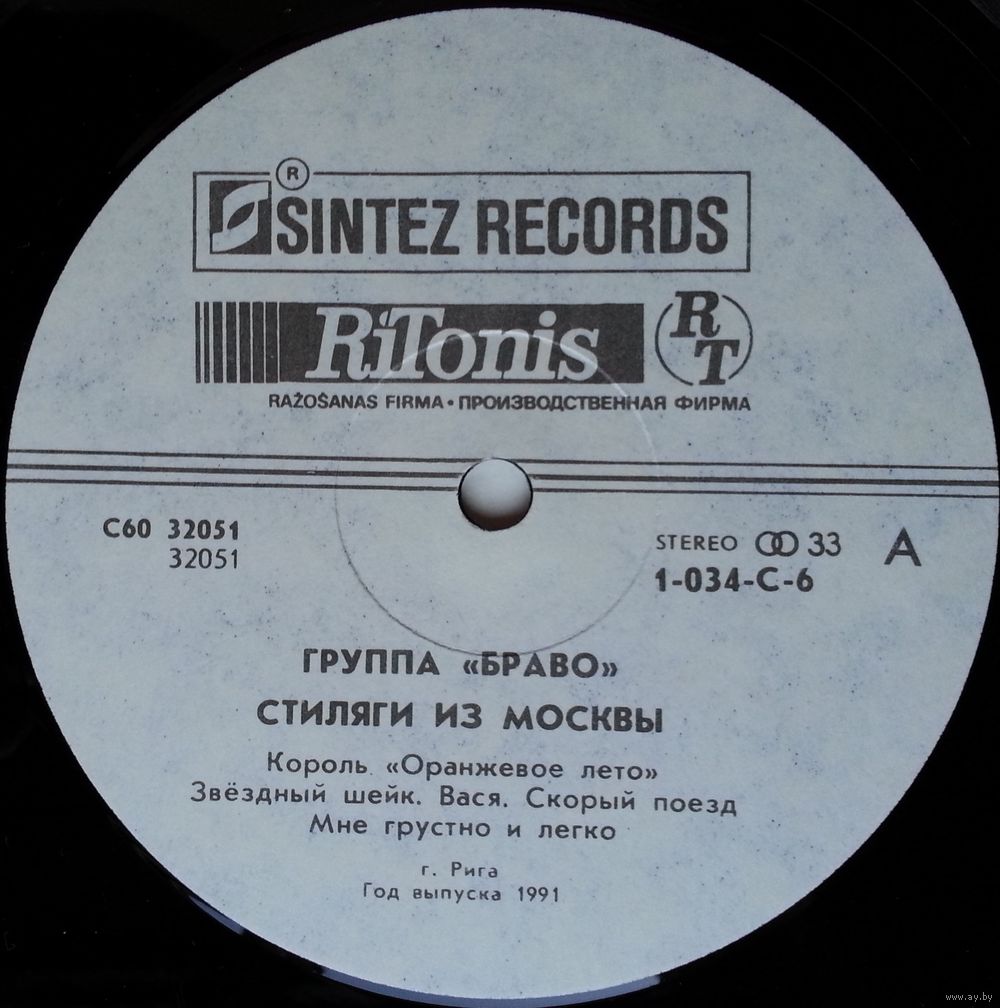 ®
SINTEZ RECORDS
RiTonis
RT
RAŽOŠANAS FIRMA • ПРОИЗВОДСТВЕННАЯ ФИРМА
С60 32051
32051
STEREO 33
1-034-С-6
A
ГРУППА «БРАВО»
СТИЛЯГИ ИЗ МОСКВЫ
Король «Оранжевое лето»
Звёздный шейк. Вася. Скорый поезд
Мне грустно и легко
г. Рига
Год выпуска 1991
www.ay.by